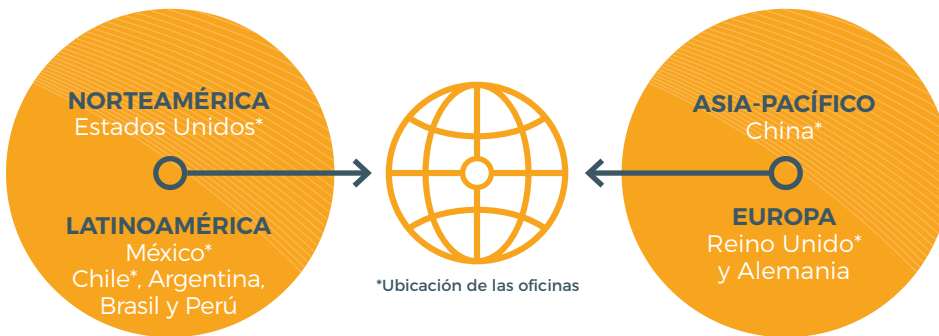 NORTEAMÉRICA
Estados Unidos*
LATINOAMÉRICA
México*
Chile*, Argentina,
Brasil y Perú
*Ubicación de las oficinas
ASIA-PACÍFICO
China*
EUROPA
Reino Unido*
y Alemania